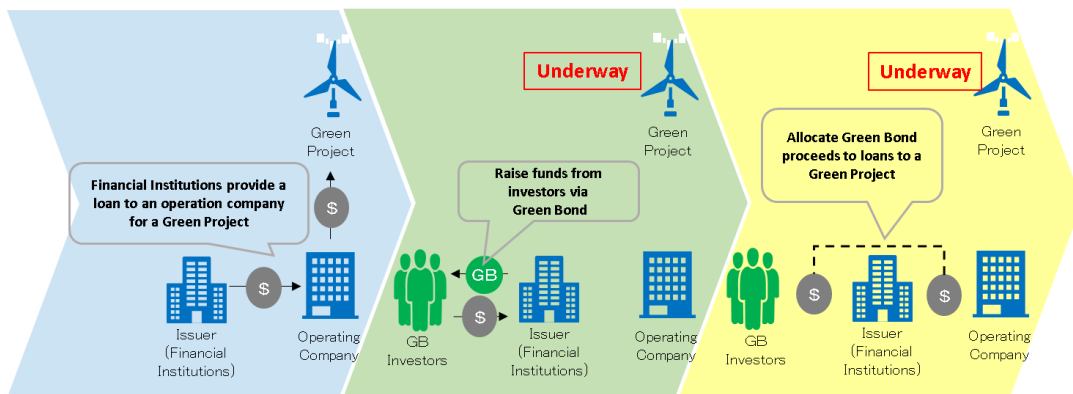 Green
Project
Financial Institutions provide a
loan to an operation company
for a Green Project
$
$
Issuer
(Financial
Institutions)
Operating
Company
Underway
Green
Project
Raise funds from
investors via
Green Bond
GB
$
GB
Investors
Issuer
(Financial
Institutions)
Operating
Company
Underway
Green
Project
Allocate Green Bond
proceeds to loans to a
Green Project
$
$
GB
Investors
Issuer
(Financial
Institutions)
Operating
Company